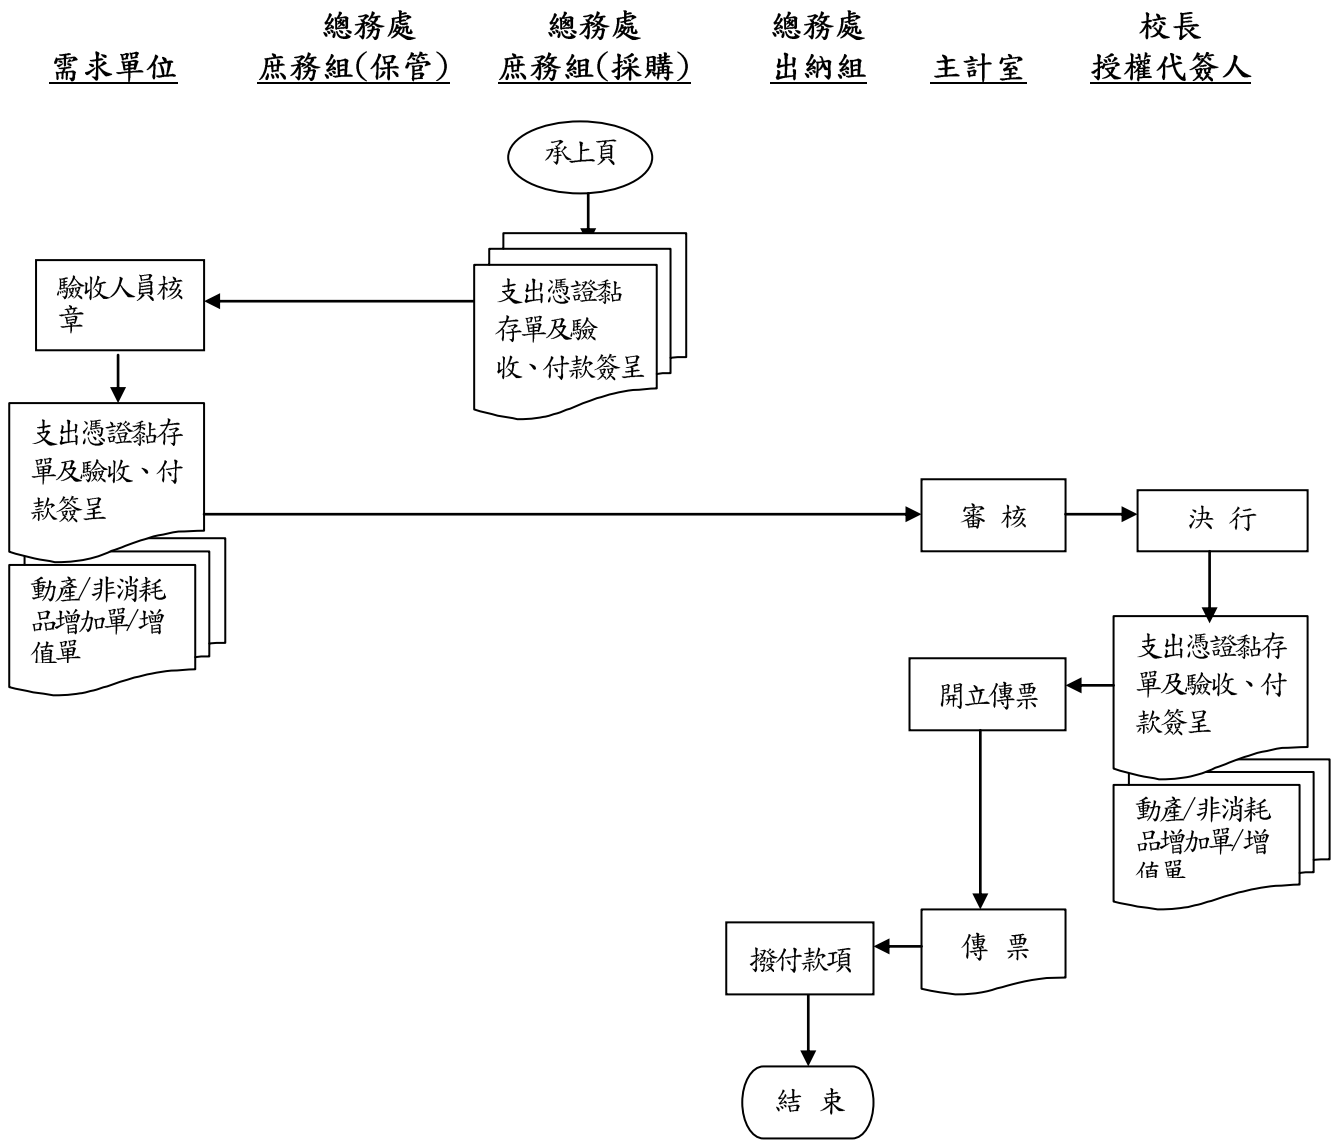 總務處
總務處
總務處
校長
需求單位
庶務組(保管)
庶務組(採購)
出納組
主計室
授權代簽人
承上頁
驗收人員核
章
支出憑證黏
存單及驗
收、付款簽呈
支出憑證黏存
單及驗收、付
款簽呈
動產/非消耗
品增加單/增
值單
審 核
決 行
支出憑證黏存
單及驗收、付
款簽呈
動產/非消耗
品增加單/增
值單
開立傳票
傳 票
撥付款項
結 束